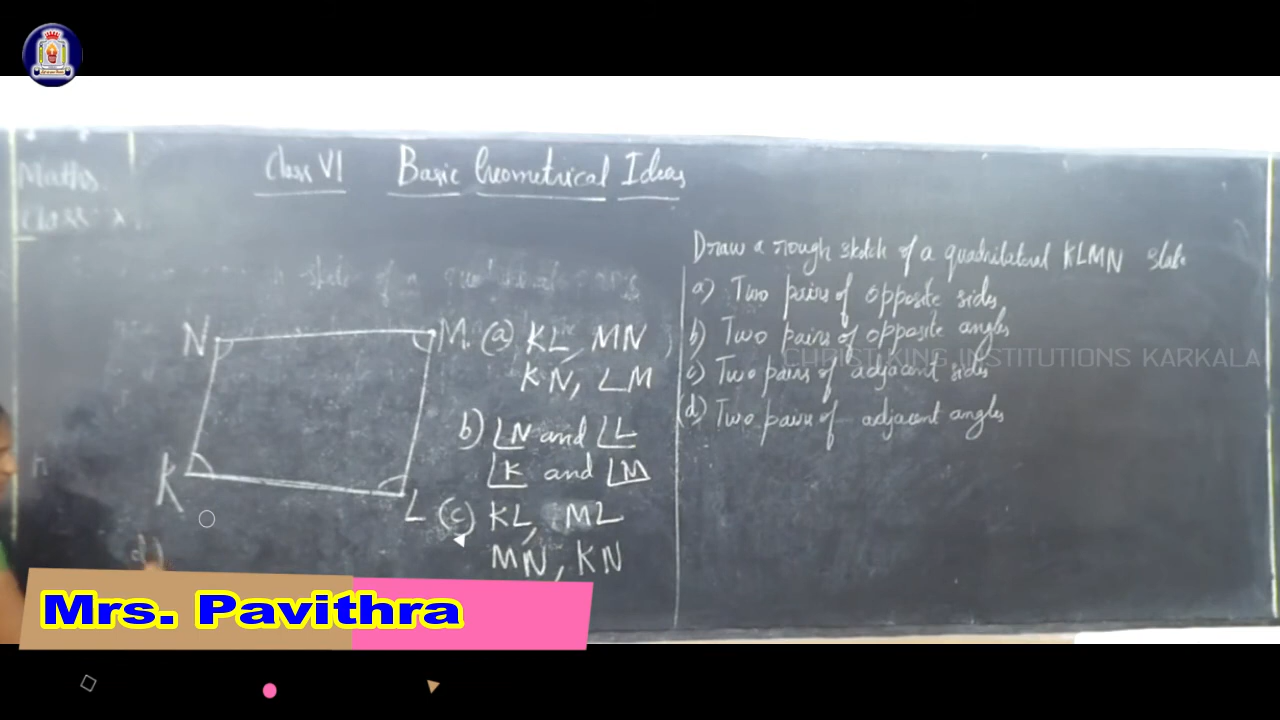 Maths
Class X
Class VI Basic Geometrical Ideas
N
M
K
L
(a) KL, MN
KN, LM
b) ∠N and ∠L
∠K and ∠M
(c) KL, ML
MN, KN
d)
Draw a rough sketch of a quadrilateral KLMN state
a) Two pairs of opposite sides,
b) Two pairs of opposite angles
c) Two pairs of adjacent sides
(d) Two pairs of adjacent angles
CHRIST KING INSTITUTIONS KARKALA
Mrs. Pavithra